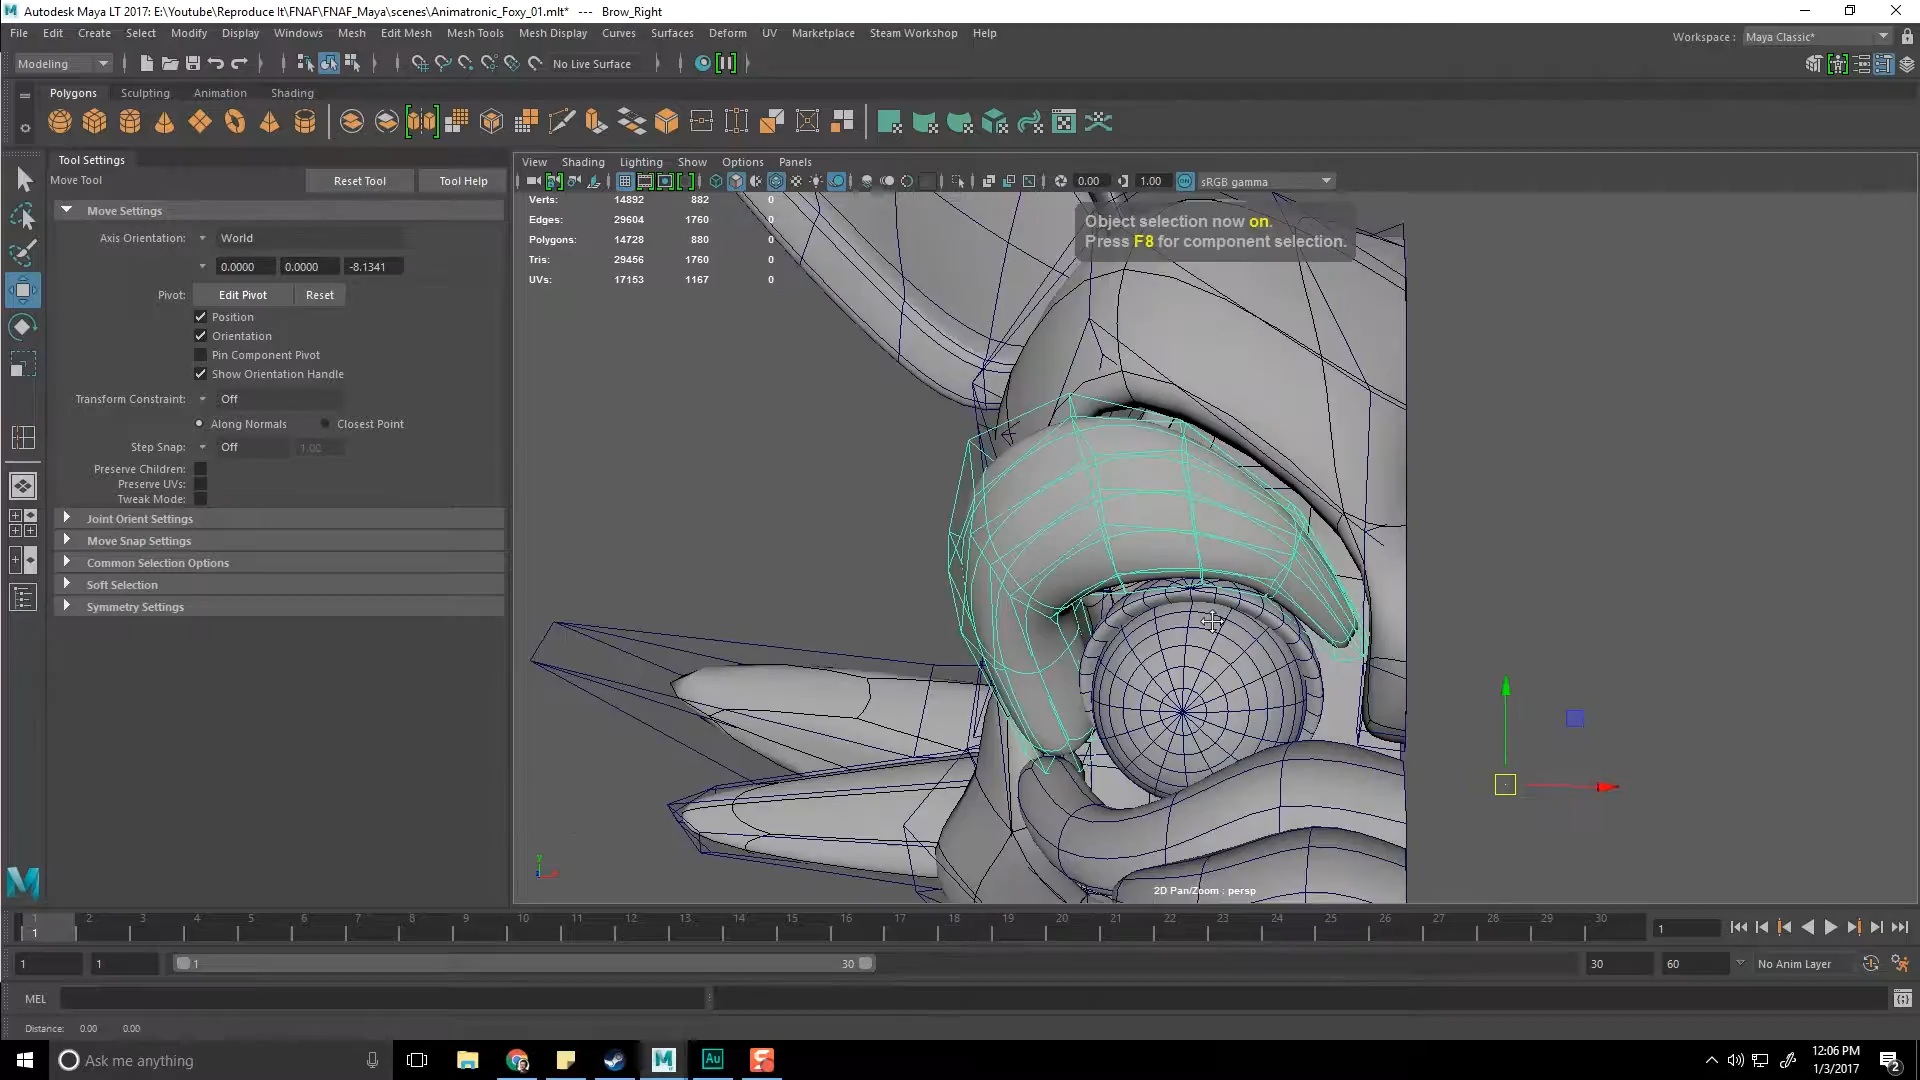 Autodesk Maya LT 2017: E:\Youtube\Reproduce It\FNAF\FNAF_Maya\scenes\Animatronic_Foxy_01.mlt*   ---   Brow_Right
File Edit Create Select Modify Display Windows Mesh Edit Mesh Mesh Tools Mesh Display Curves Surfaces Deform UV Marketplace Steam Workshop Help
Workspace : Maya Classic*
Modeling No Live Surface
Polygons Sculpting Animation Shading
Tool Settings
Move Tool Reset Tool Tool Help
Move Settings
Axis Orientation: World
0.0000 0.0000 -8.1341
Pivot: Edit Pivot Reset
Position
Orientation
Pin Component Pivot
Show Orientation Handle
Transform Constraint: Off
Along Normals Closest Point
Step Snap: Off 1.00
Preserve Children:
Preserve UVs:
Tweak Mode:
Joint Orient Settings
Move Snap Settings
Common Selection Options
Soft Selection
Symmetry Settings
View Shading Lighting Show Options Panels
0.00 1.00 sRGB gamma
Verts: 14892 882 0
Edges: 29604 1760 0
Polygons: 14728 880 0
Tris: 29456 1760 0
UVs: 17153 1167 0
Object selection now on.
Press F8 for component selection.
2D Pan/Zoom : persp
1 2 3 4 5 6 7 8 9 10 11 12 13 14 15 16 17 18 19 20 21 22 23 24 25 26 27 28 29 30
1 1
1 1 1 30 30 60 No Anim Layer
MEL
Distance: 0.00 0.00
Ask me anything
12:06 PM
1/3/2017
2